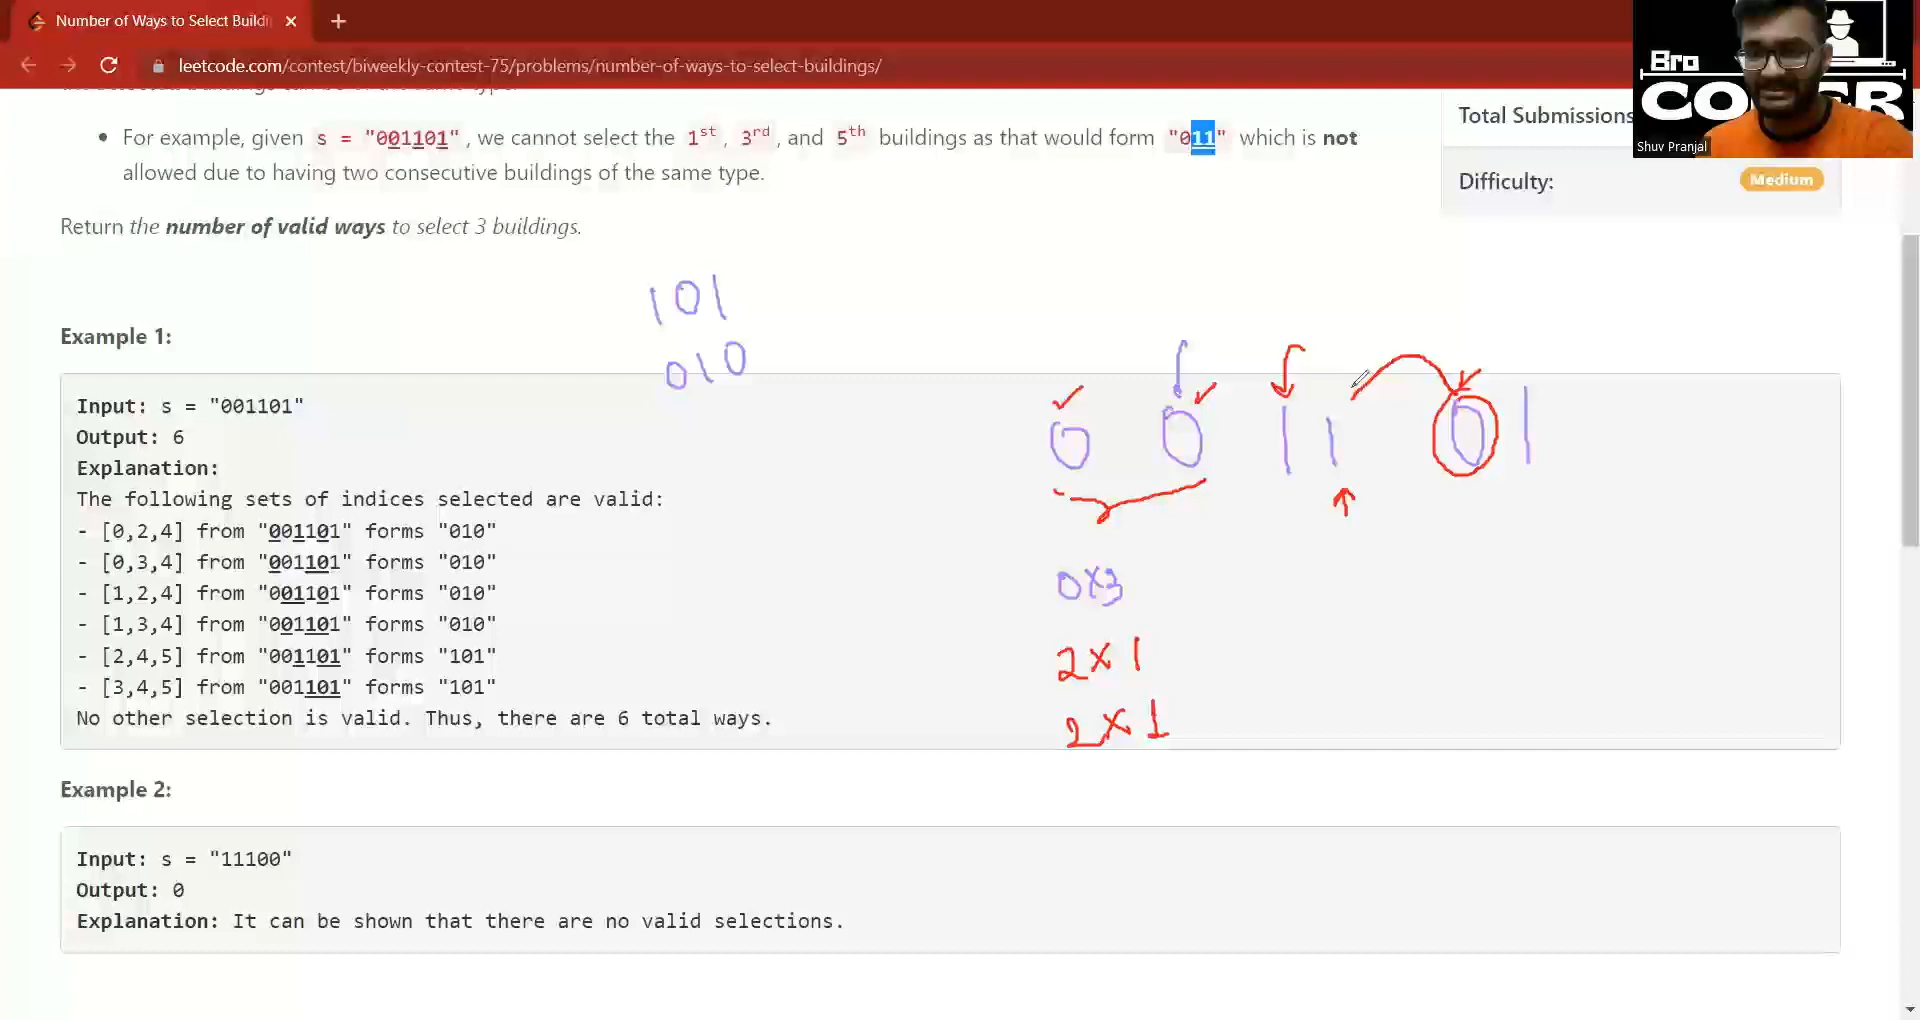 Number of Ways to Select Buildi
leetcode.com/contest/biweekly-contest-75/problems/number-of-ways-to-select-buildings/
Bro
Shuv Pranjal
Total Submissions
Difficulty:
Medium
• For example, given s = "001101", we cannot select the 1st, 3rd, and 5th buildings as that would form "011" which is not
allowed due to having two consecutive buildings of the same type.
Return the number of valid ways to select 3 buildings.
101
010
Example 1:
Input: s = "001101"
Output: 6
Explanation:
The following sets of indices selected are valid:
- [0,2,4] from "001101" forms "010"
- [0,3,4] from "001101" forms "010"
- [1,2,4] from "001101" forms "010"
- [1,3,4] from "001101" forms "010"
- [2,4,5] from "001101" forms "101"
- [3,4,5] from "001101" forms "101"
No other selection is valid. Thus, there are 6 total ways.
0 0 1 1 0 1
0x3
2 x 1
2 x 1
Example 2:
Input: s = "11100"
Output: 0
Explanation: It can be shown that there are no valid selections.